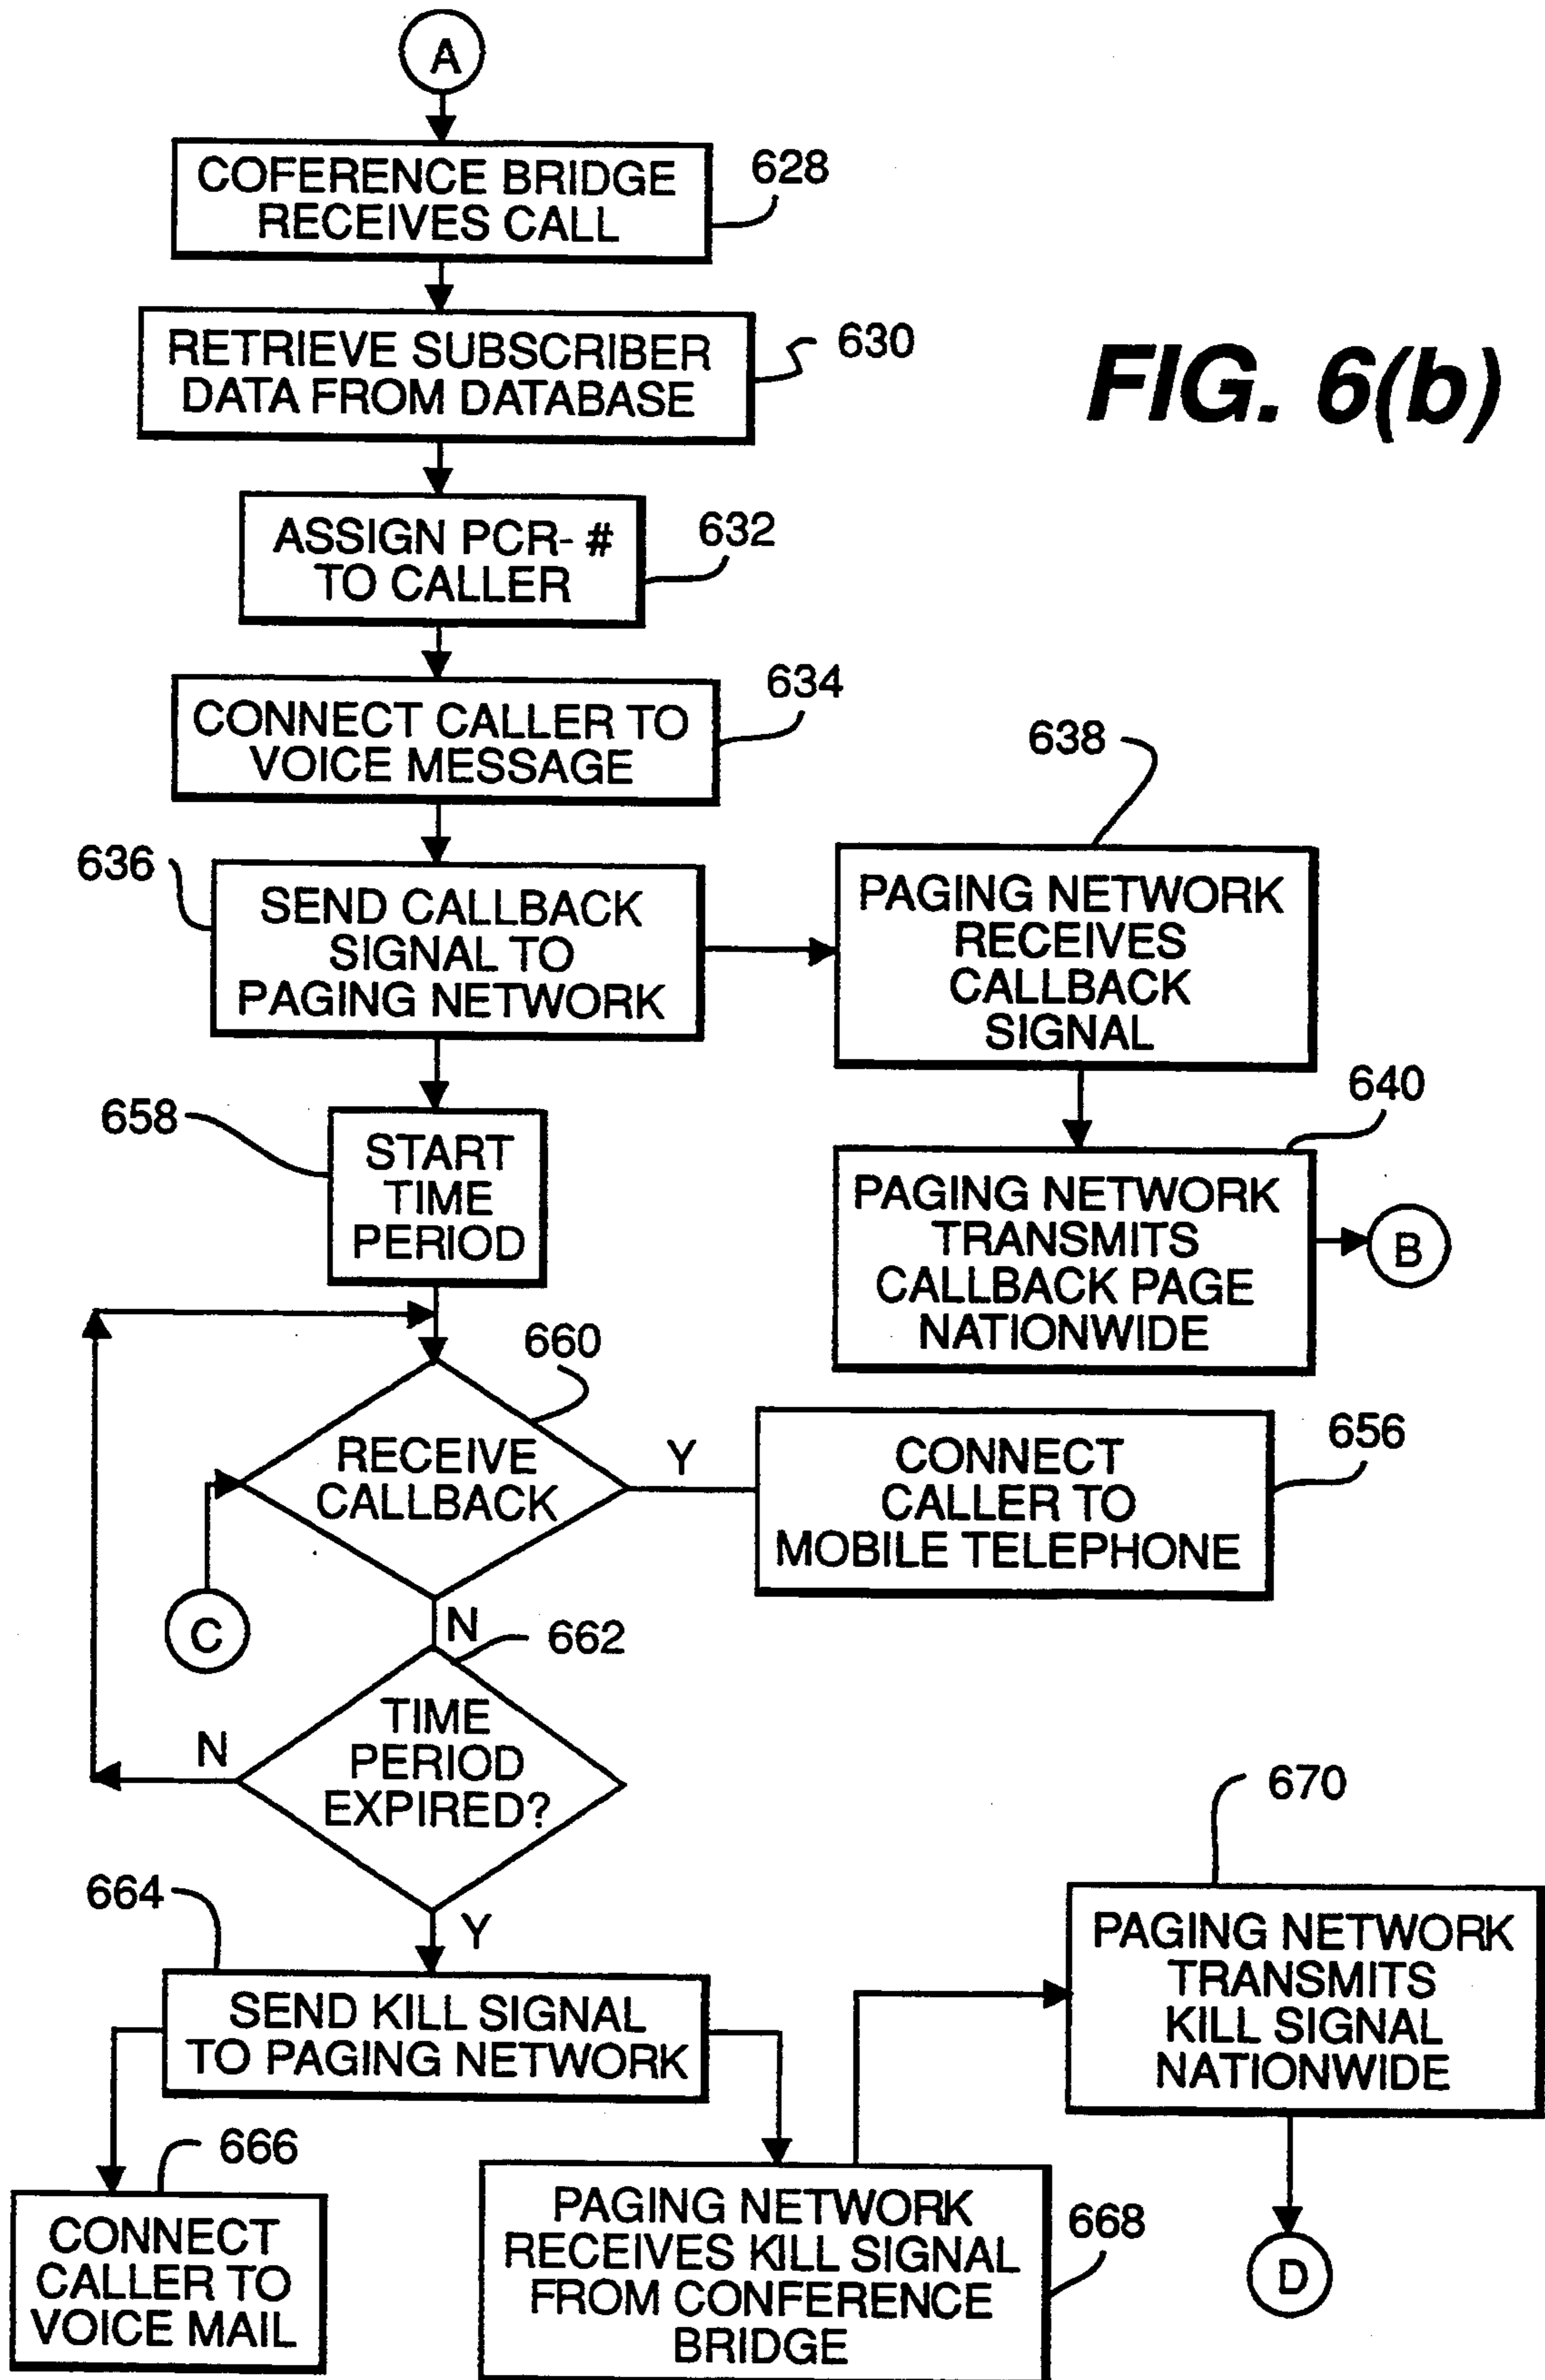 A
COFERENCE BRIDGE
RECEIVES CALL
628
RETRIEVE SUBSCRIBER
DATA FROM DATABASE
630
FIG. 6(b)
ASSIGN PCR- #
TO CALLER
632
CONNECT CALLER TO
VOICE MESSAGE
634
636
SEND CALLBACK
SIGNAL TO
PAGING NETWORK
638
PAGING NETWORK
RECEIVES
CALLBACK
SIGNAL
658
START
TIME
PERIOD
640
PAGING NETWORK
TRANSMITS
CALLBACK PAGE
NATIONWIDE
B
660
RECEIVE
CALLBACK
Y
CONNECT
CALLER TO
MOBILE TELEPHONE
656
C
N
662
TIME
PERIOD
EXPIRED?
N
Y
664
SEND KILL SIGNAL
TO PAGING NETWORK
670
PAGING NETWORK
TRANSMITS
KILL SIGNAL
NATIONWIDE
666
CONNECT
CALLER TO
VOICE MAIL
PAGING NETWORK
RECEIVES KILL SIGNAL
FROM CONFERENCE
BRIDGE
668
D